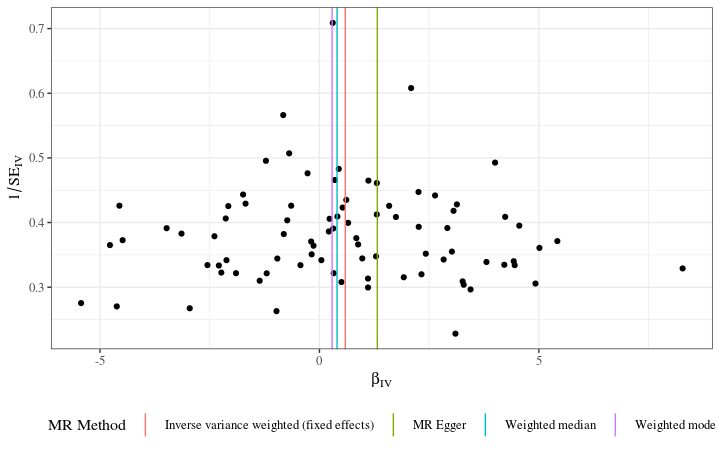 0.7
0.6
0.5
0.4
0.3
1/SE_IV
-5 0 5
β_IV
MR Method Inverse variance weighted (fixed effects) MR Egger Weighted median Weighted mode